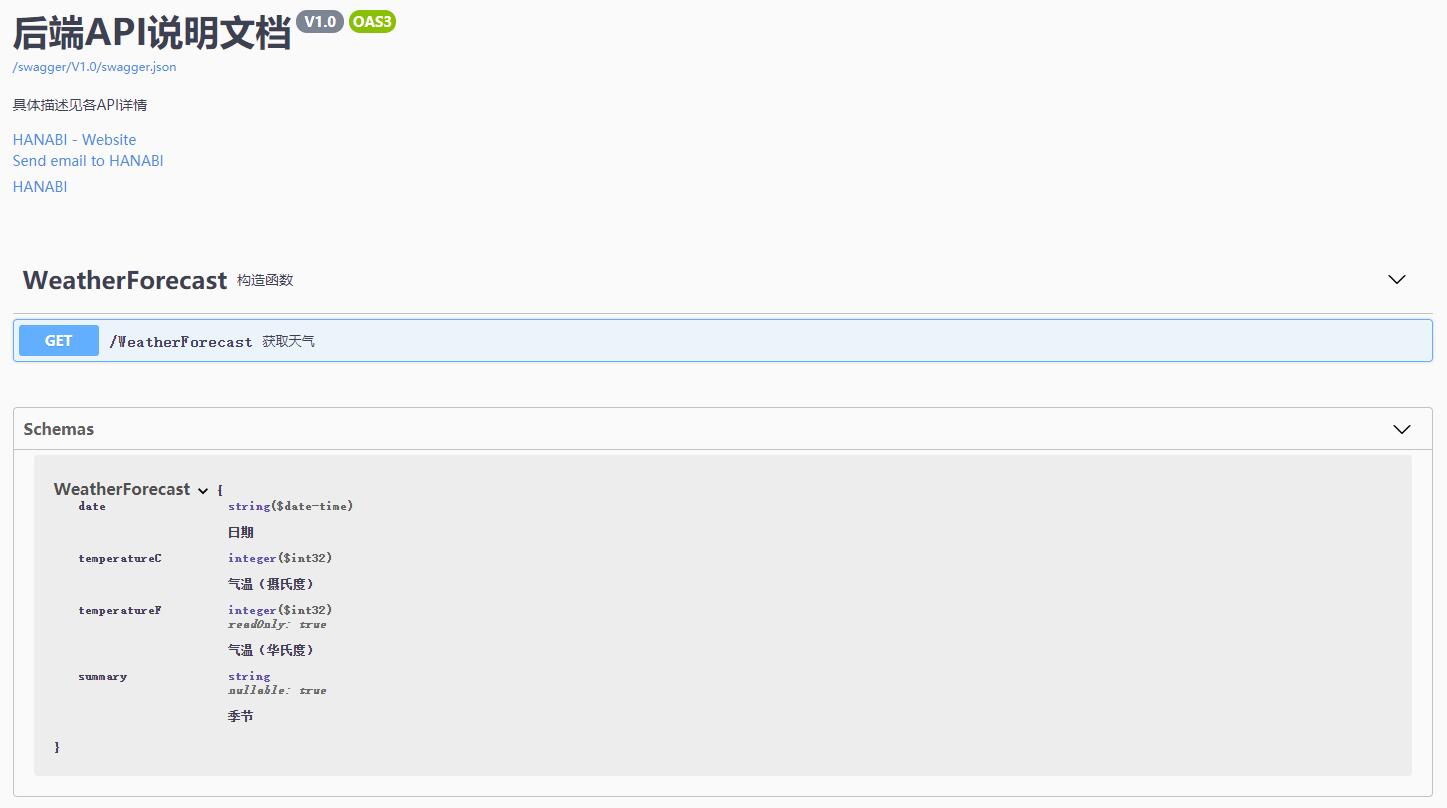 后端API说明文档 V1.0 OAS3
/swagger/V1.0/swagger.json
具体描述见各API详情
HANABI - Website
Send email to HANABI
HANABI
WeatherForecast 构造函数
GET /WeatherForecast 获取天气
Schemas
WeatherForecast {
date string($date-time)
日期
temperatureC integer($int32)
气温（摄氏度）
temperatureF integer($int32)
readOnly: true
气温（华氏度）
summary string
nullable: true
季节
}